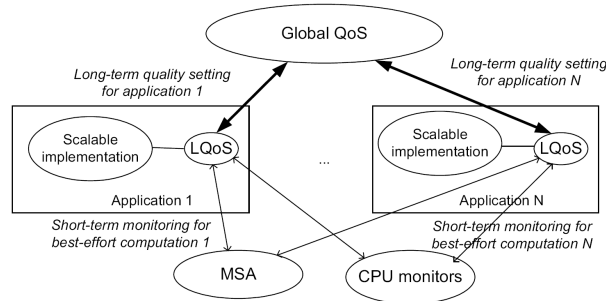 Global QoS
Long-term quality setting
for application 1
Long-term quality setting
for application N
Scalable
implementation
LQoS
Application 1
...
Scalable
implementation
LQoS
Application N
Short-term monitoring for
best-effort computation 1
Short-term monitoring for
best-effort computation N
MSA
CPU monitors